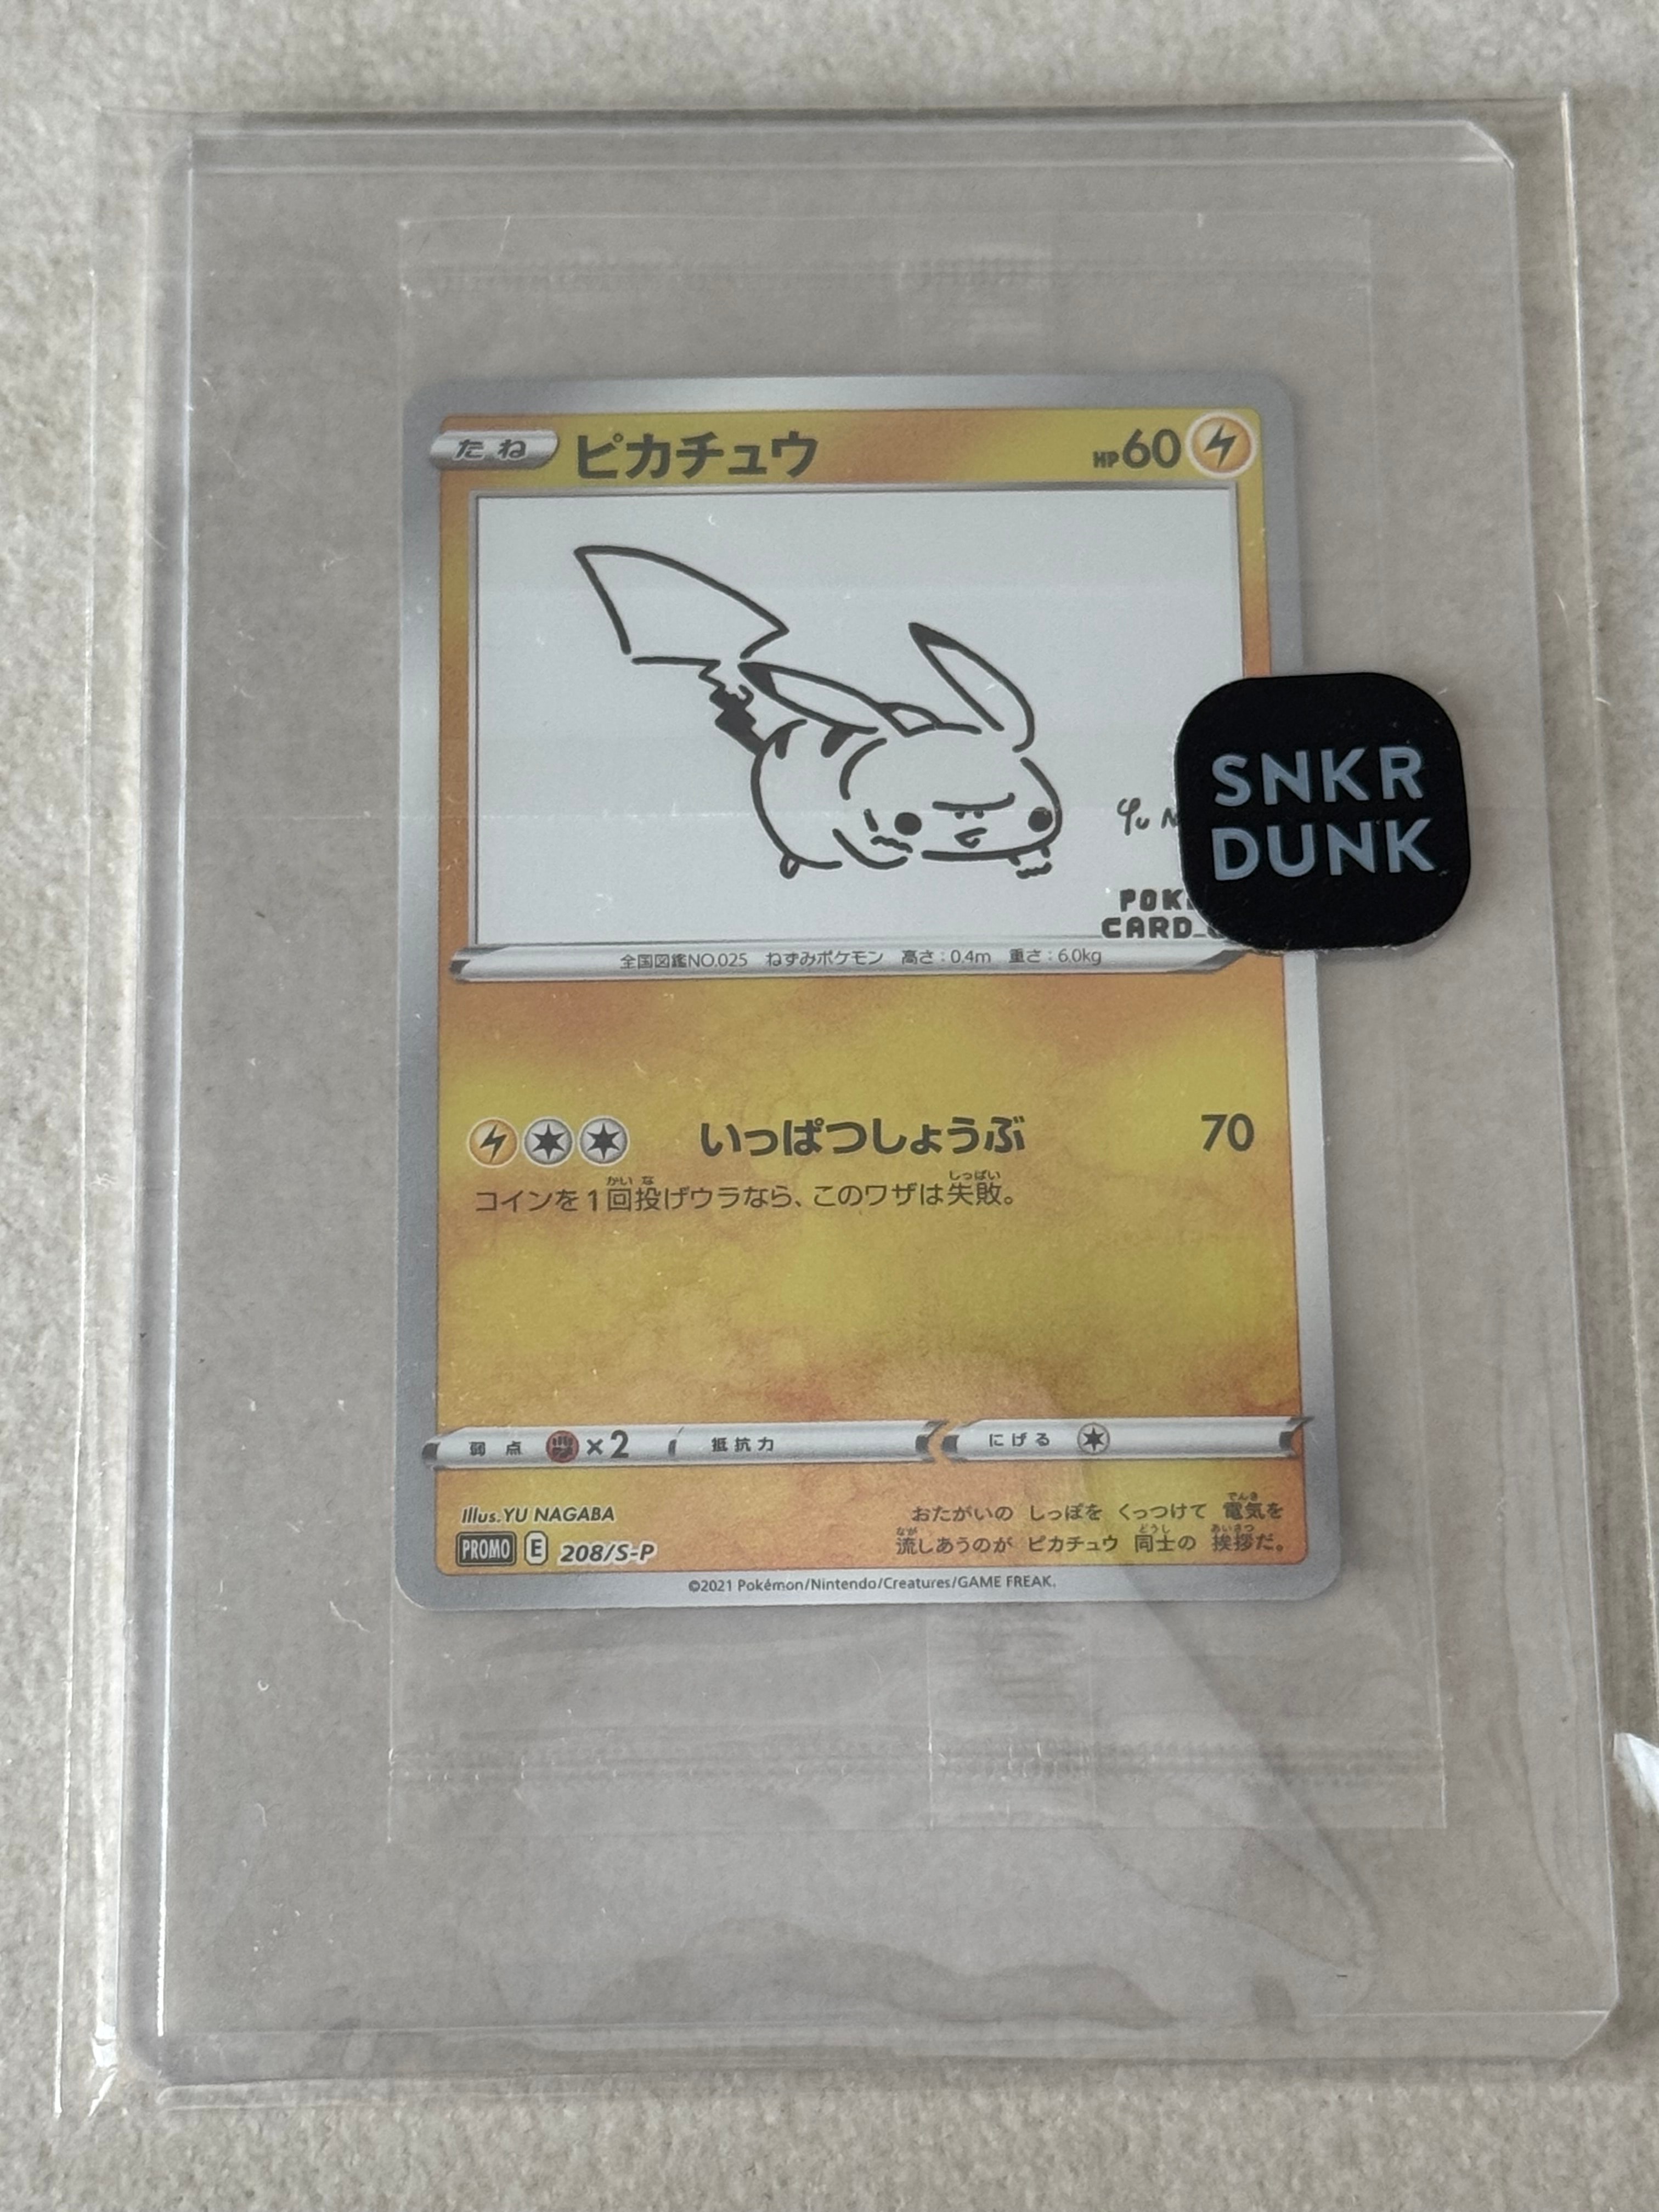 たね ピカチュウ HP60
Yu
SNKR
DUNK
POK
CARD
全国図鑑NO.025 ねずみポケモン 高さ:0.4m 重さ:6.0kg
いっぱつしょうぶ 70
コインを1回投げウラなら、このワザは失敗。
弱点 ×2 抵抗力 にげる
Illus. YU NAGABA
おたがいの しっぽを くっつけて 電気を
流しあうのが ピカチュウ 同士の 挨拶だ。
PROMO E 208/S-P
©2021 Pokémon/Nintendo/Creatures/GAME FREAK.